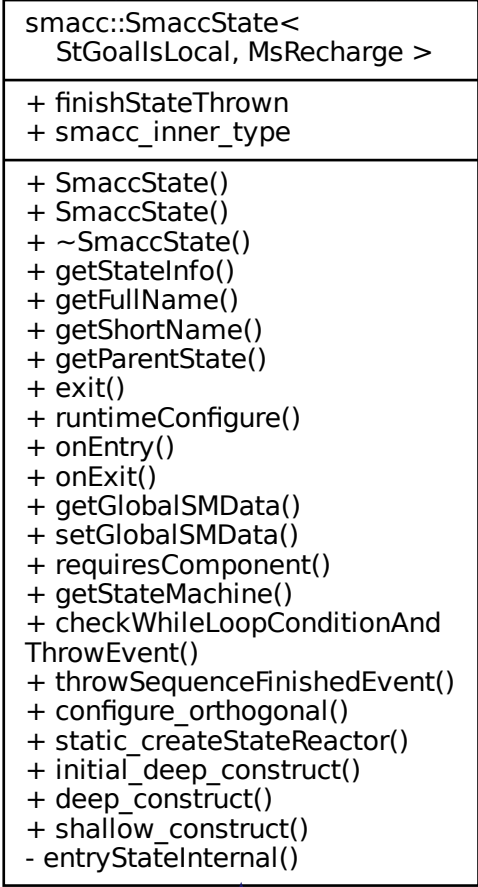 smacc::SmaccState<
StGoalIsLocal, MsRecharge >
+ finishStateThrown
+ smacc_inner_type
+ SmaccState()
+ SmaccState()
+ ~SmaccState()
+ getStateInfo()
+ getFullName()
+ getShortName()
+ getParentState()
+ exit()
+ runtimeConfigure()
+ onEntry()
+ onExit()
+ getGlobalSMData()
+ setGlobalSMData()
+ requiresComponent()
+ getStateMachine()
+ checkWhileLoopConditionAnd
ThrowEvent()
+ throwSequenceFinishedEvent()
+ configure_orthogonal()
+ static_createStateReactor()
+ initial_deep_construct()
+ deep_construct()
+ shallow_construct()
- entryStateInternal()